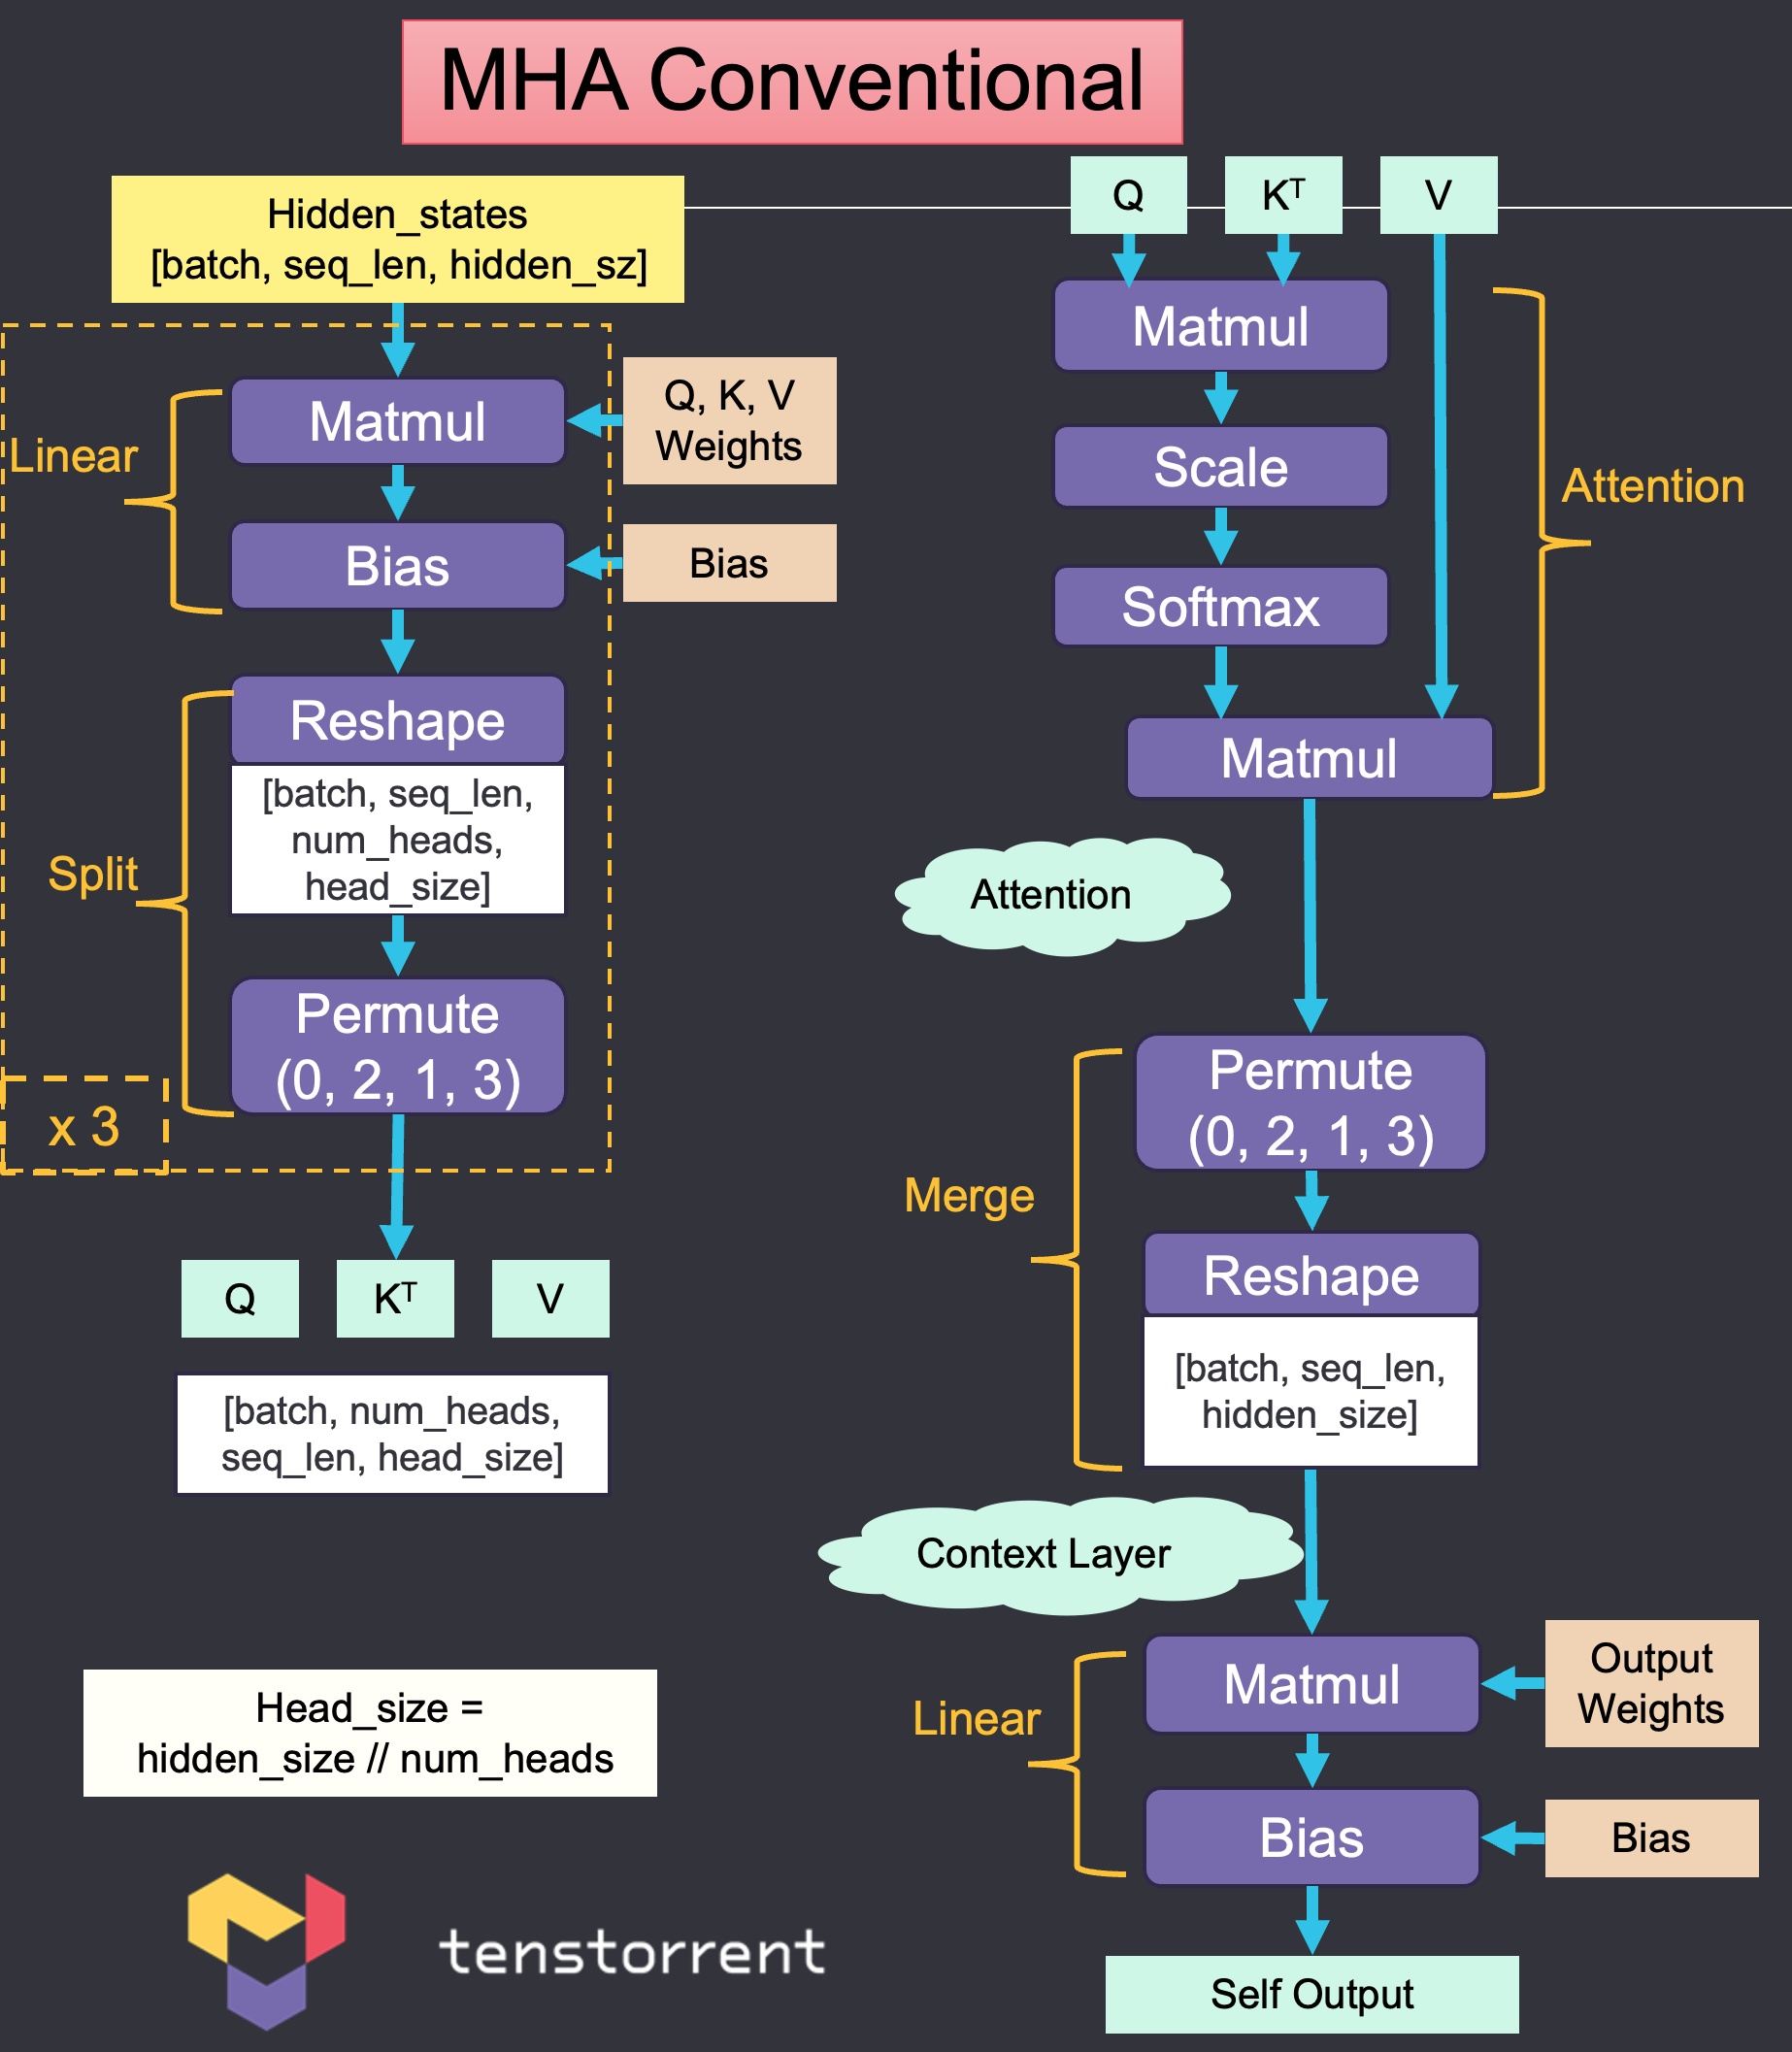 MHA Conventional
Hidden_states
[batch, seq_len, hidden_sz]
Linear
Matmul
Q, K, V
Weights
Bias
Bias
Split
Reshape
[batch, seq_len,
num_heads,
head_size]
Permute
(0, 2, 1, 3)
x 3
Q
Kᵀ
V
[batch, num_heads,
seq_len, head_size]
Head_size =
hidden_size // num_heads
tenstorrent
Q
Kᵀ
V
Matmul
Scale
Attention
Softmax
Matmul
Attention
Permute
(0, 2, 1, 3)
Merge
Reshape
[batch, seq_len,
hidden_size]
Context Layer
Linear
Matmul
Output
Weights
Bias
Bias
Self Output